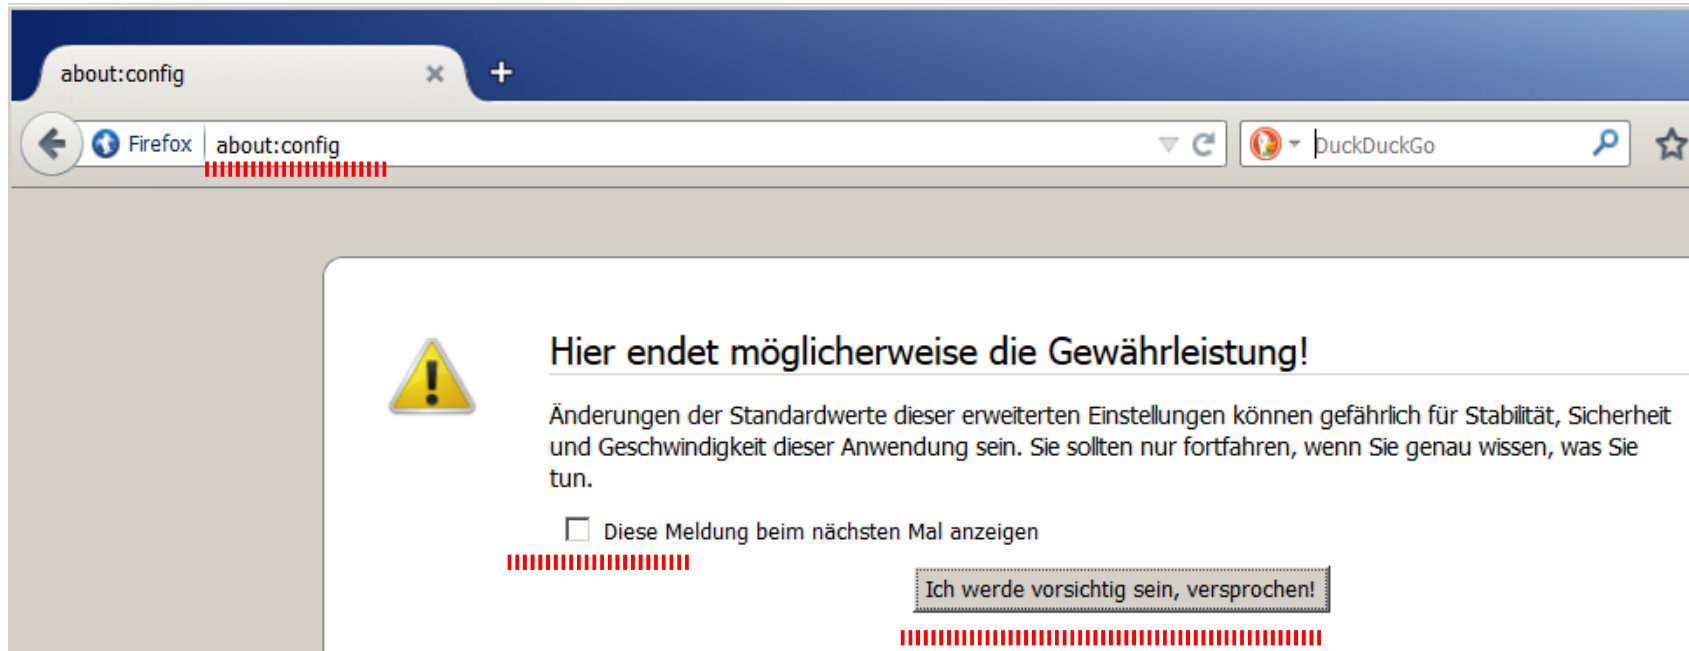 about:config
Firefox about:config DuckDuckGo
Hier endet möglicherweise die Gewährleistung!
Änderungen der Standardwerte dieser erweiterten Einstellungen können gefährlich für Stabilität, Sicherheit
und Geschwindigkeit dieser Anwendung sein. Sie sollten nur fortfahren, wenn Sie genau wissen, was Sie
tun.
Diese Meldung beim nächsten Mal anzeigen
Ich werde vorsichtig sein, versprochen!